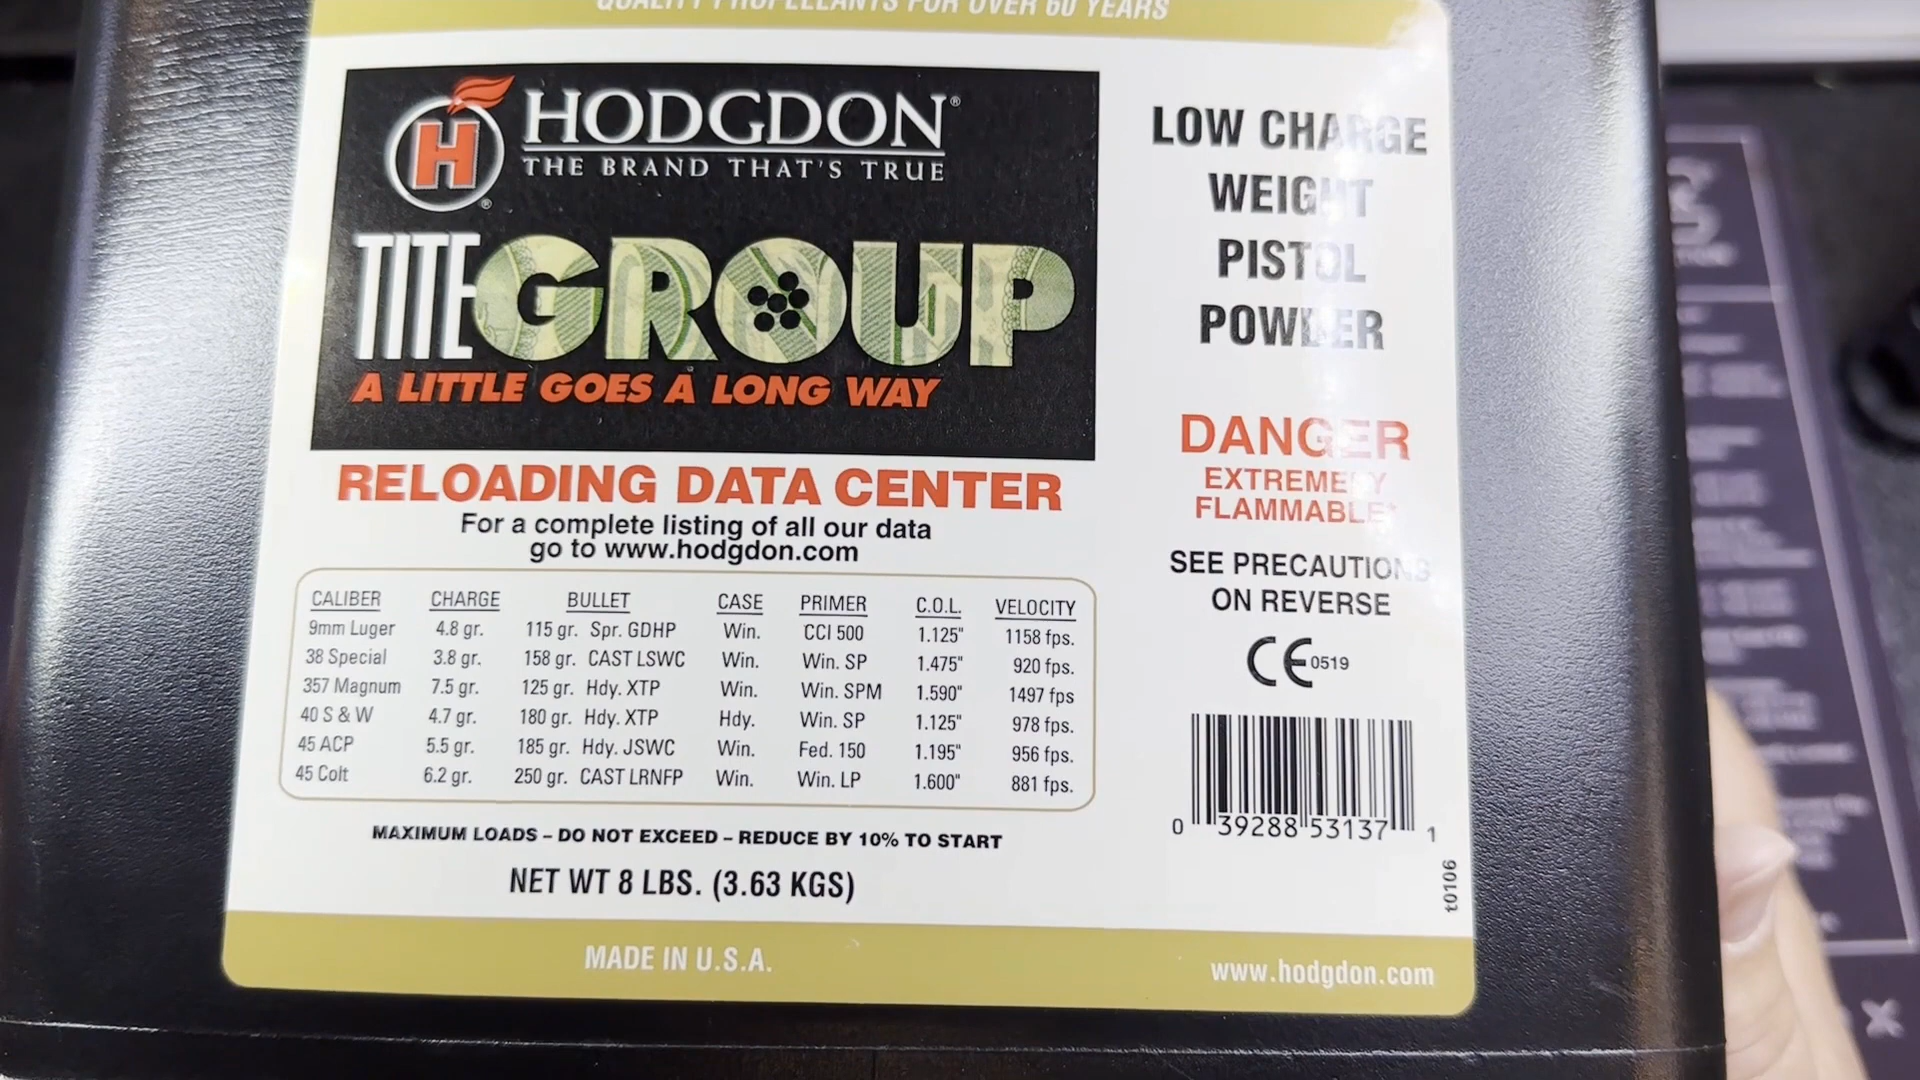 QUALITY PROPELLANTS FOR OVER 60 YEARS
H
®
HODGDON®
THE BRAND THAT'S TRUE
TITEGROUP
A LITTLE GOES A LONG WAY
LOW CHARGE
WEIGHT
PISTOL
POWDER
DANGER
EXTREMELY
FLAMMABLE*
SEE PRECAUTIONS
ON REVERSE
CE 0519
RELOADING DATA CENTER
For a complete listing of all our data
go to www.hodgdon.com
CALIBER CHARGE BULLET CASE PRIMER C.O.L. VELOCITY
9mm Luger 4.8 gr. 115 gr. Spr. GDHP Win. CCI 500 1.125" 1158 fps.
38 Special 3.8 gr. 158 gr. CAST LSWC Win. Win. SP 1.475" 920 fps.
357 Magnum 7.5 gr. 125 gr. Hdy. XTP Win. Win. SPM 1.590" 1497 fps
40 S & W 4.7 gr. 180 gr. Hdy. XTP Hdy. Win. SP 1.125" 978 fps.
45 ACP 5.5 gr. 185 gr. Hdy. JSWC Win. Fed. 150 1.195" 956 fps.
45 Colt 6.2 gr. 250 gr. CAST LRNFP Win. Win. LP 1.600" 881 fps.
MAXIMUM LOADS – DO NOT EXCEED – REDUCE BY 10% TO START
NET WT 8 LBS. (3.63 KGS)
0 39288 53137 1
t0106
MADE IN U.S.A.
www.hodgdon.com